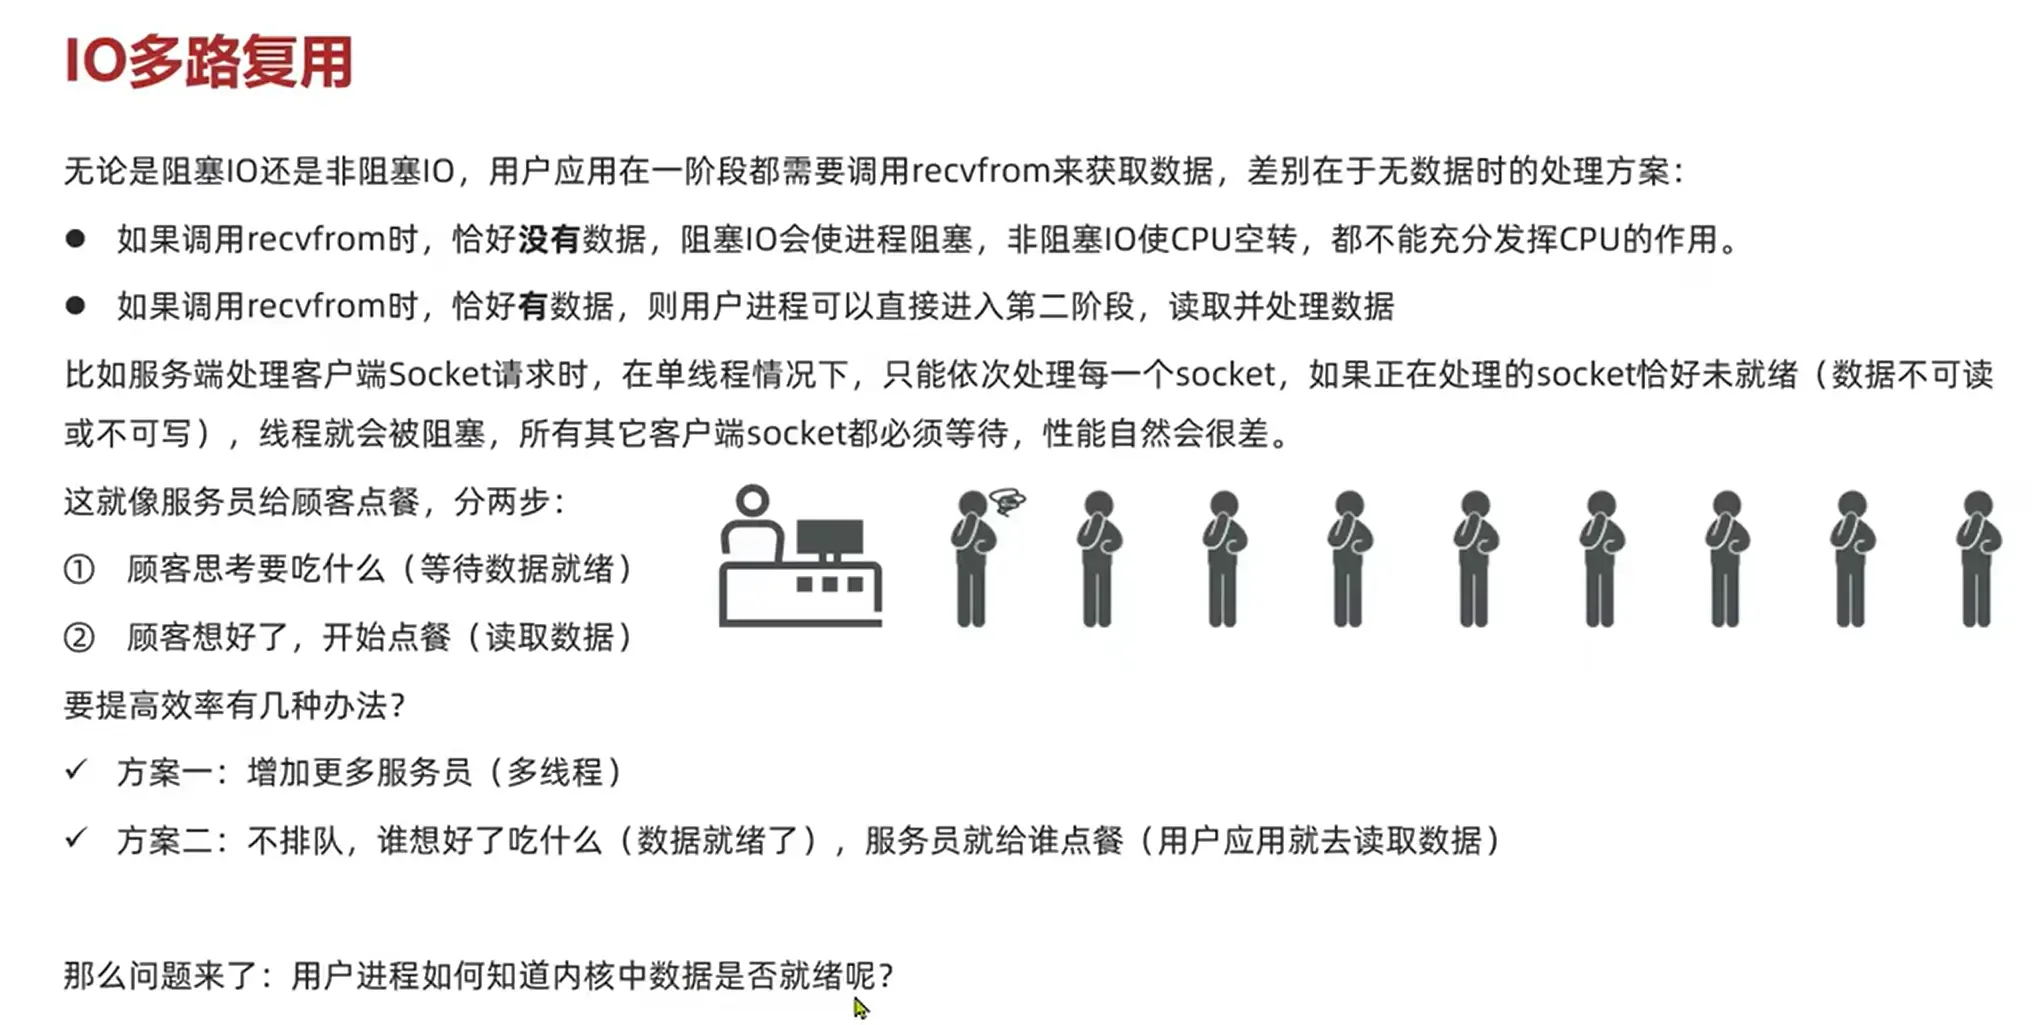 IO多路复用
无论是阻塞IO还是非阻塞IO，用户应用在一阶段都需要调用recvfrom来获取数据，差别在于无数据时的处理方案：
● 如果调用recvfrom时，恰好没有数据，阻塞IO会使进程阻塞，非阻塞IO使CPU空转，都不能充分发挥CPU的作用。
● 如果调用recvfrom时，恰好有数据，则用户进程可以直接进入第二阶段，读取并处理数据
比如服务端处理客户端Socket请求时，在单线程情况下，只能依次处理每一个socket，如果正在处理的socket恰好未就绪（数据不可读
或不可写），线程就会被阻塞，所有其它客户端socket都必须等待，性能自然会很差。
这就像服务员给顾客点餐，分两步：
① 顾客思考要吃什么（等待数据就绪）
② 顾客想好了，开始点餐（读取数据）
要提高效率有几种办法？
✓ 方案一：增加更多服务员（多线程）
✓ 方案二：不排队，谁想好了吃什么（数据就绪了），服务员就给谁点餐（用户应用就去读取数据）
那么问题来了：用户进程如何知道内核中数据是否就绪呢？